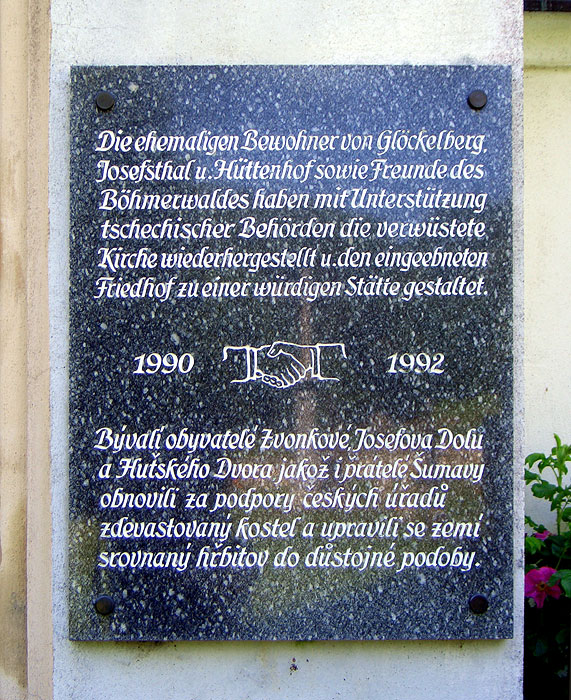 Die ehemaligen Bewohner von Glöckelberg,
Josefsthal u. Hüttenhof sowie Freunde des
Böhmerwaldes haben mit Unterstützung
tschechischer Behörden die verwüstete
Kirche wiederhergestellt u. den eingeebneten
Friedhof zu einer würdigen Stätte gestaltet.
1990 1992
Bývalí obyvatelé Zvonkové, Josefova Dolu
a Huťského Dvora jakož i přátelé Šumavy
obnovili za podpory českých úřadů
zdevastovaný kostel a upravili se zemí
srovnaný hřbitov do důstojné podoby.